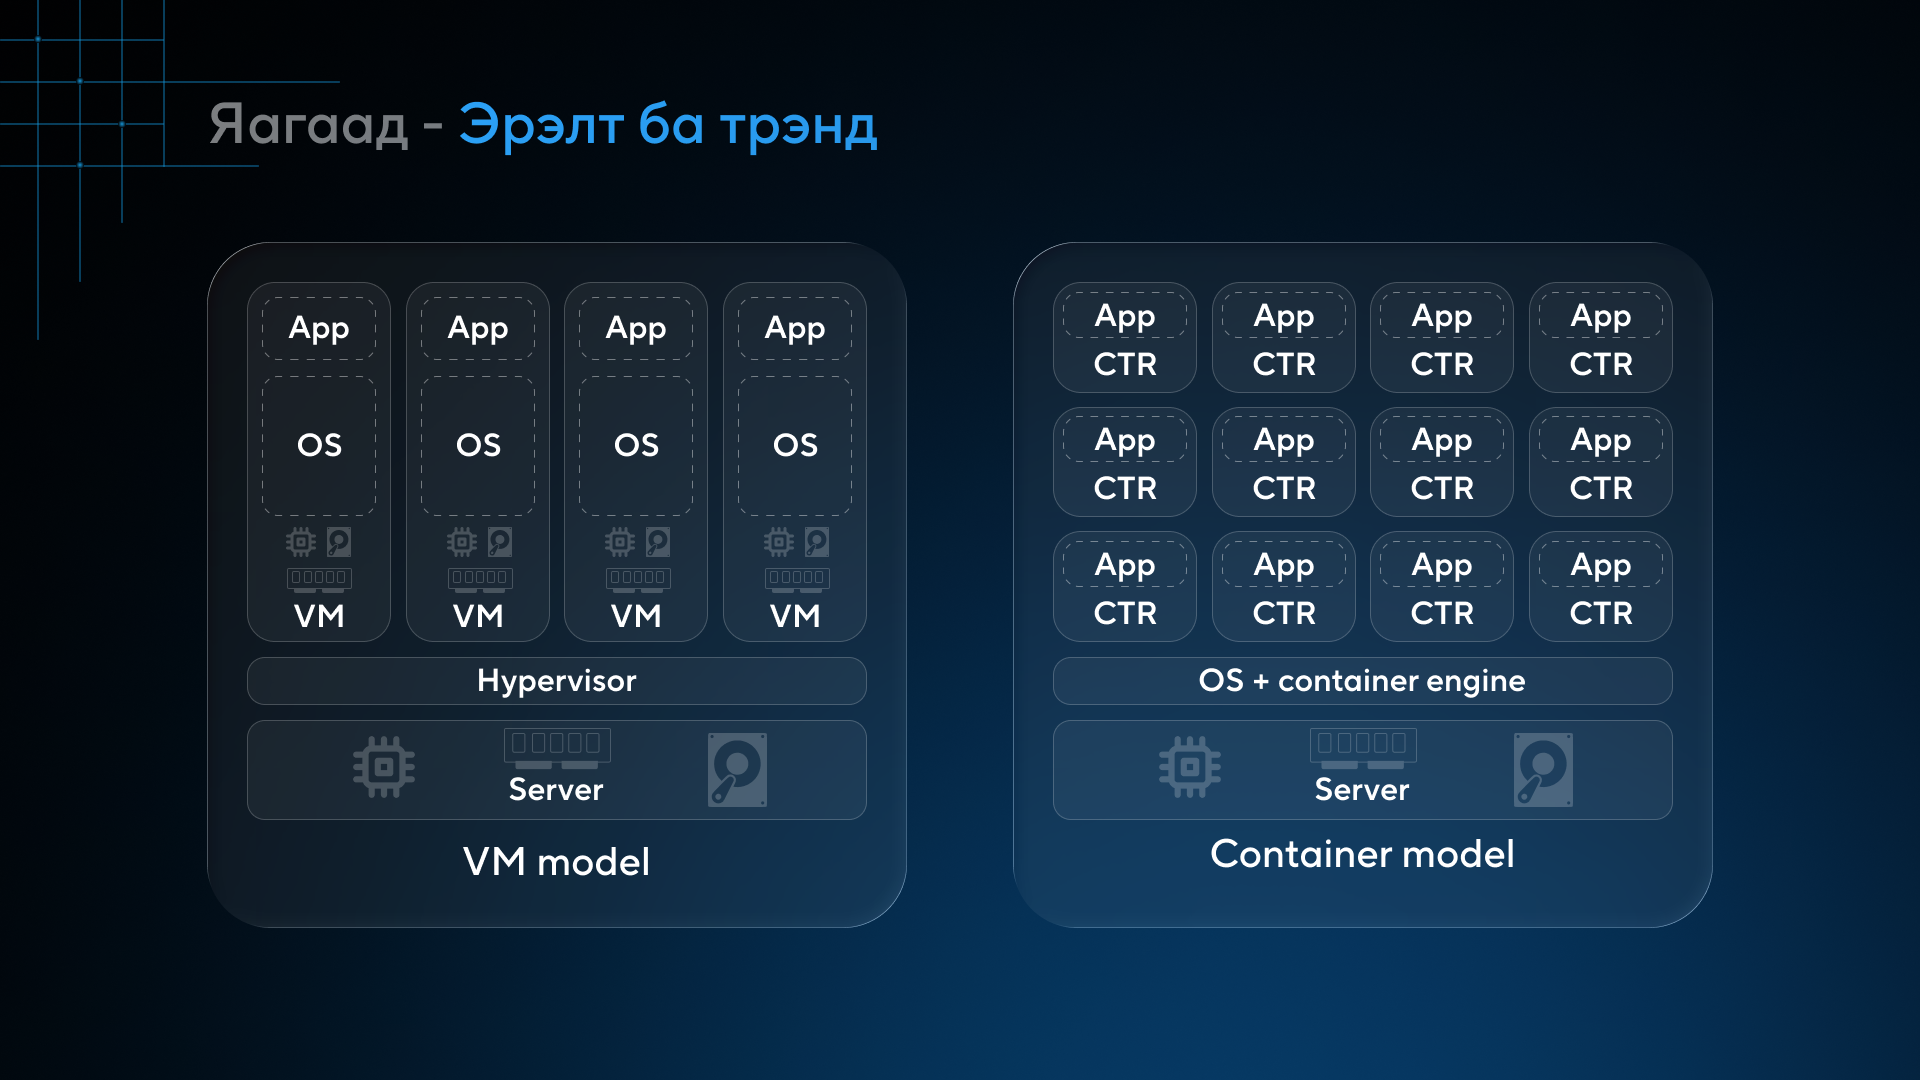 Яагаад - Эрэлт ба трэнд
App App App App
OS OS OS OS
VM VM VM VM
Hypervisor
Server
VM model
App App App App
CTR CTR CTR CTR
App App App App
CTR CTR CTR CTR
App App App App
CTR CTR CTR CTR
OS + container engine
Server
Container model